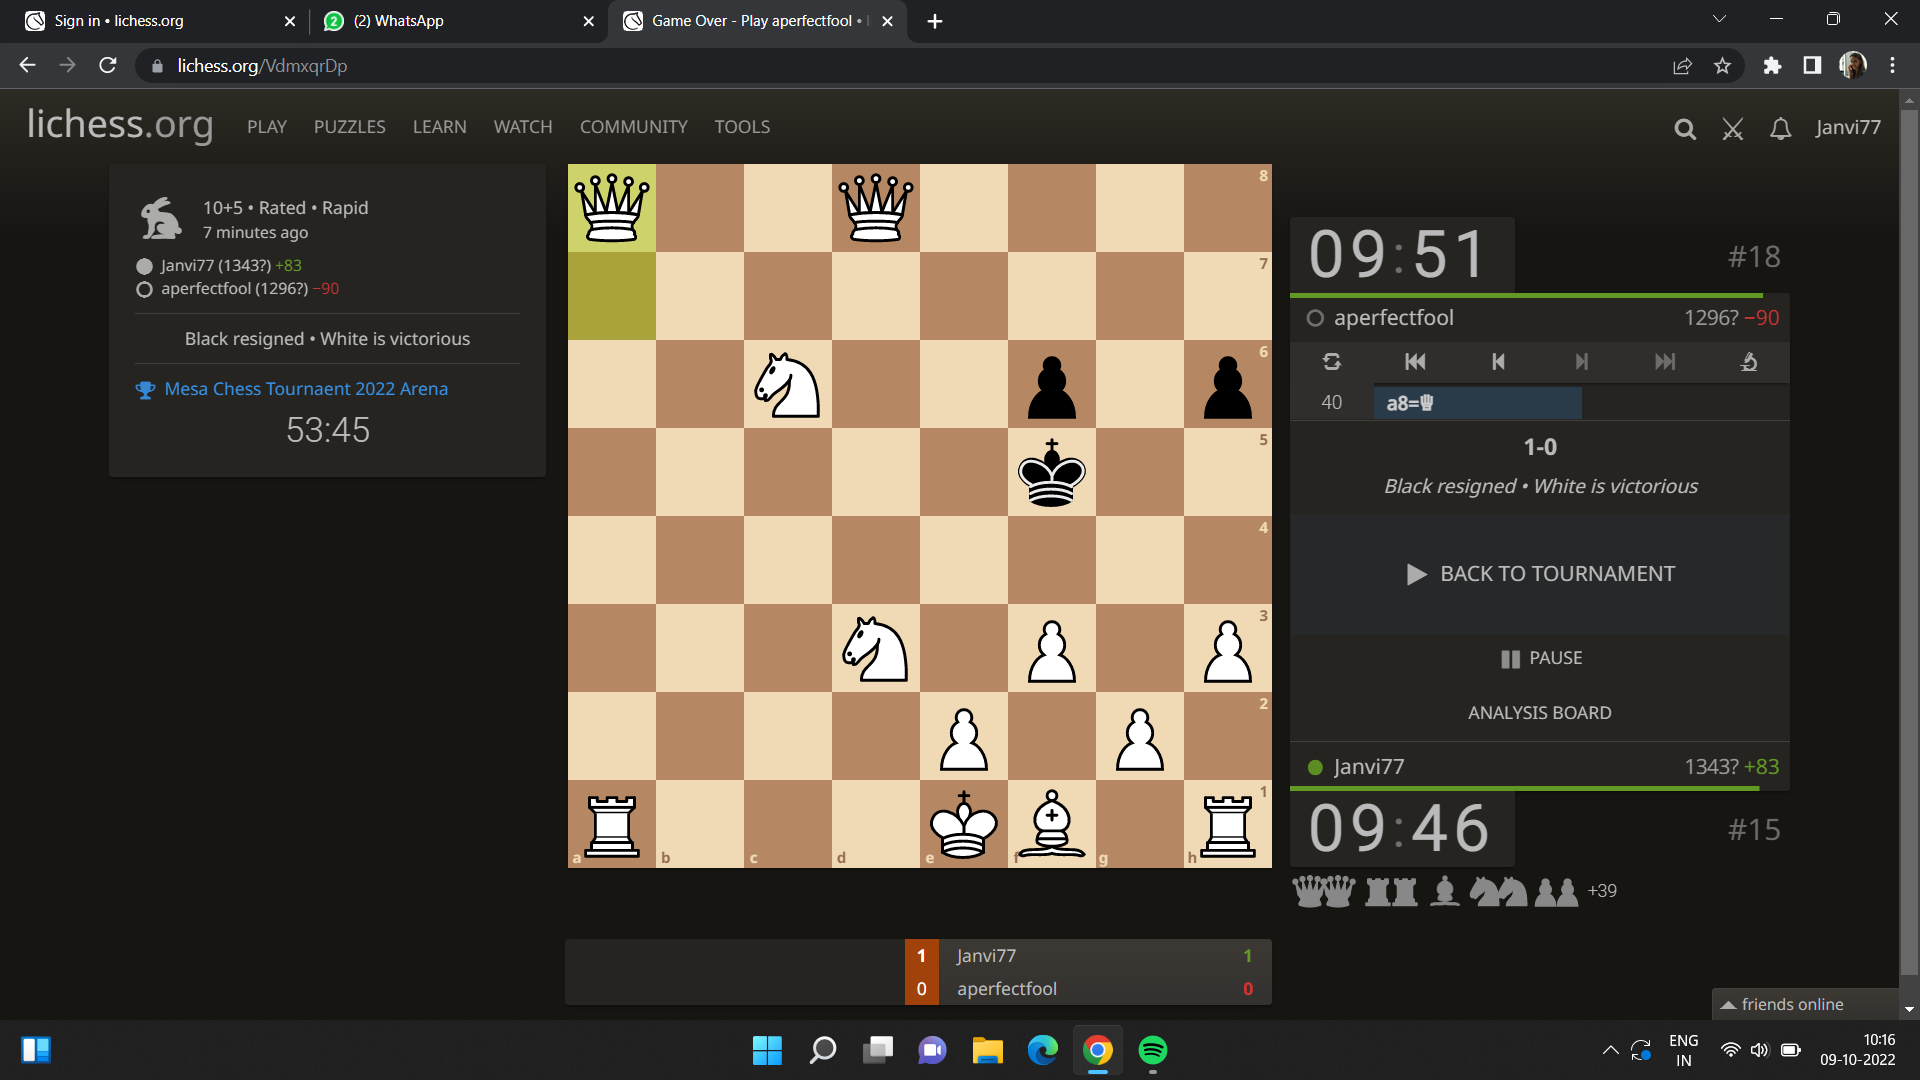 Sign in • lichess.org
2
(2) WhatsApp
Game Over - Play aperfectfool •
lichess.org/VdmxqrDp
lichess.org
PLAY
PUZZLES
LEARN
WATCH
COMMUNITY
TOOLS
Janvi77
10+5 • Rated • Rapid
7 minutes ago
Janvi77 (1343?) +83
aperfectfool (1296?) −90
Black resigned • White is victorious
Mesa Chess Tournaent 2022 Arena
53:45
8
7
6
5
4
3
2
1
a
b
c
d
e
f
g
h
09:51
#18
aperfectfool
1296? −90
40
a8=♛
1-0
Black resigned • White is victorious
BACK TO TOURNAMENT
PAUSE
ANALYSIS BOARD
Janvi77
1343? +83
09:46
#15
+39
1 Janvi77 1
0 aperfectfool 0
friends online
ENG
IN
10:16
09-10-2022